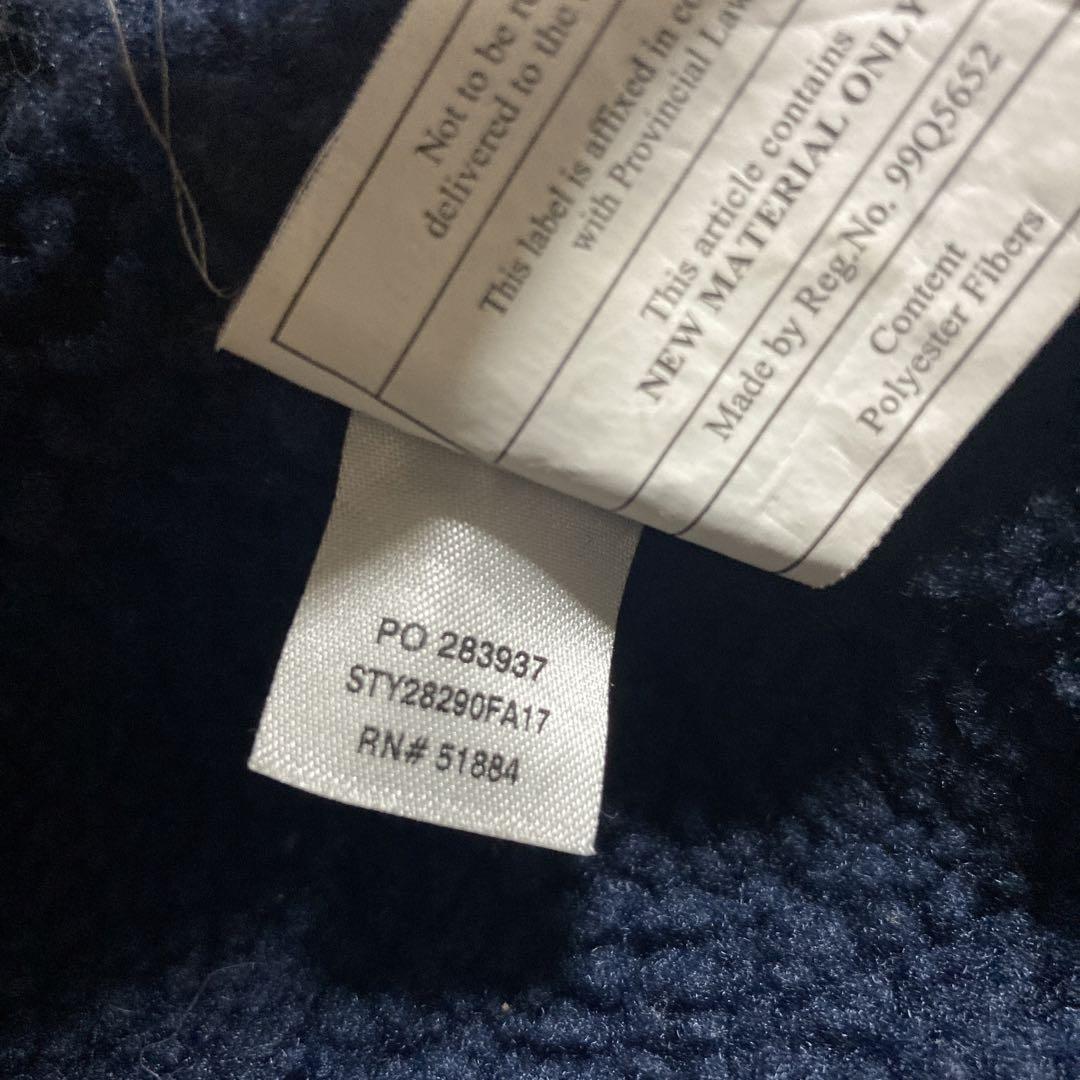 Not to be
delivered to the
This label is affixed in
with Provincial Law
This article contains
NEW MATERIAL ONLY
Made by Reg.No. 99Q5652
Content
Polyester Fibers
PO 283937
STY28290FA17
RN# 51884